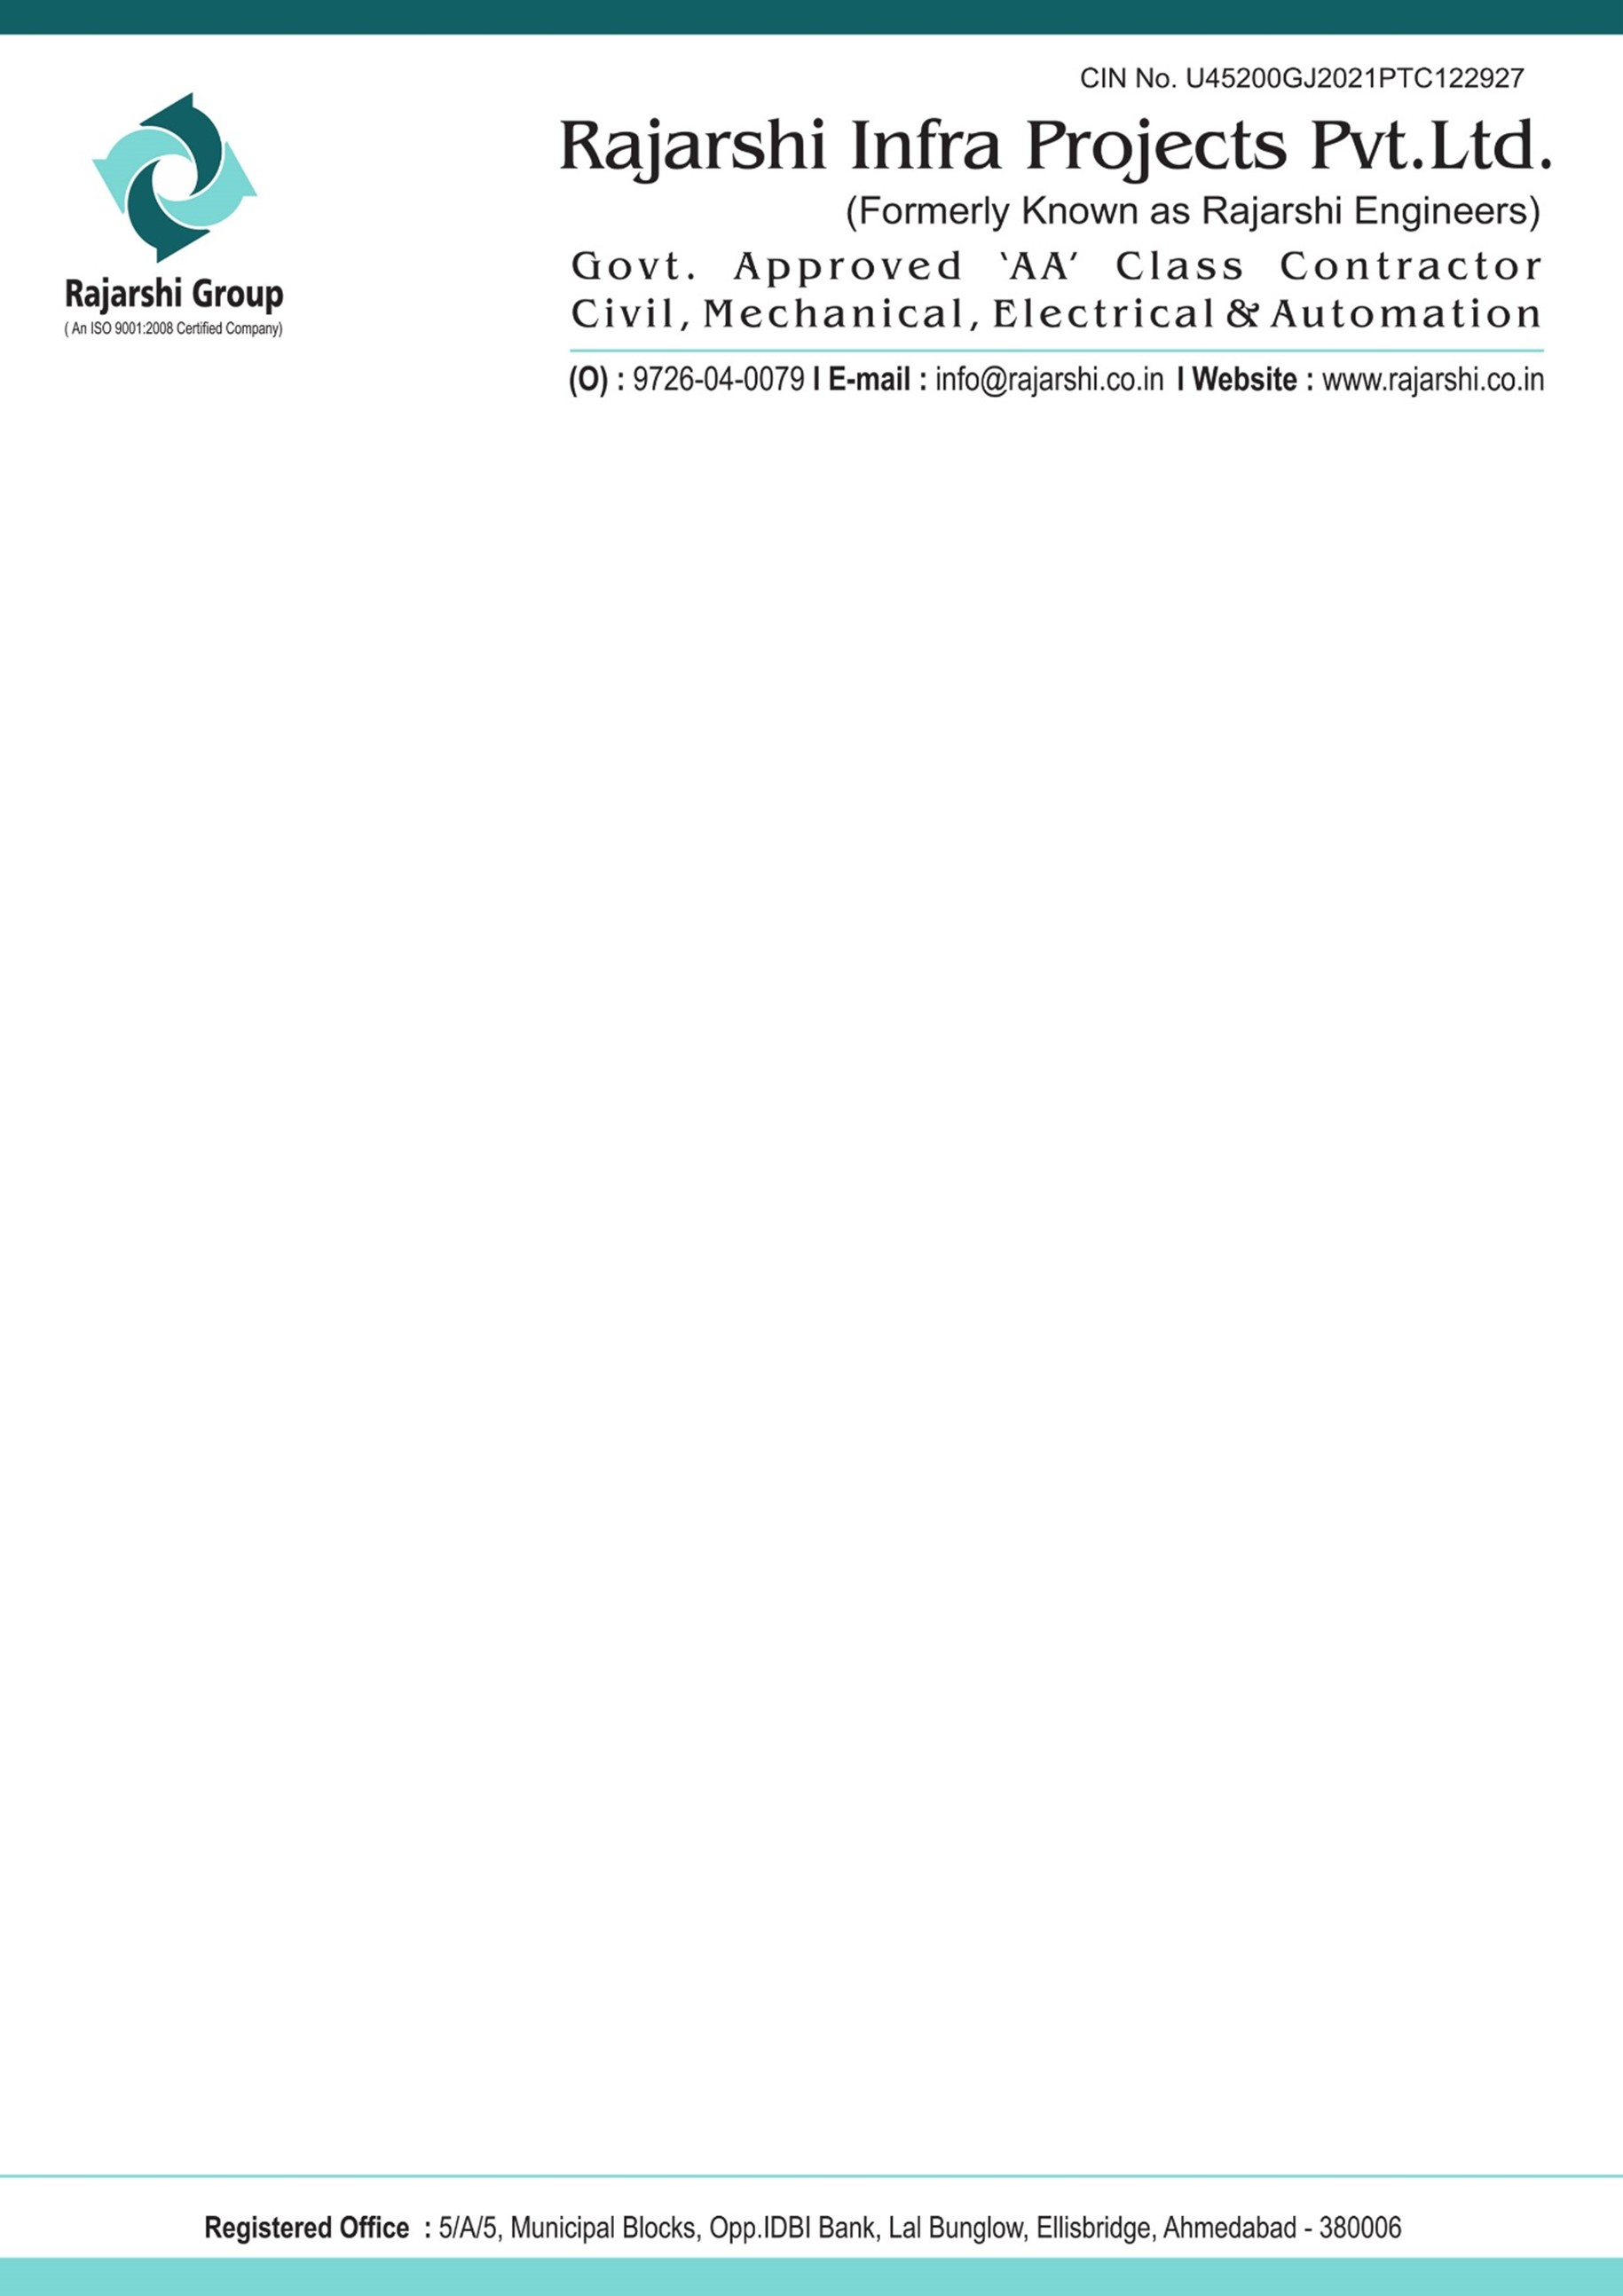 CIN No. U45200GJ2021PTC122927
Rajarshi Infra Projects Pvt.Ltd.
(Formerly Known as Rajarshi Engineers)
Govt. Approved ‘AA’ Class Contractor
Civil, Mechanical, Electrical & Automation
(O) : 9726-04-0079 I E-mail : info@rajarshi.co.in I Website : www.rajarshi.co.in
Rajarshi Group
( An ISO 9001:2008 Certified Company)
Registered Office : 5/A/5, Municipal Blocks, Opp.IDBI Bank, Lal Bunglow, Ellisbridge, Ahmedabad - 380006